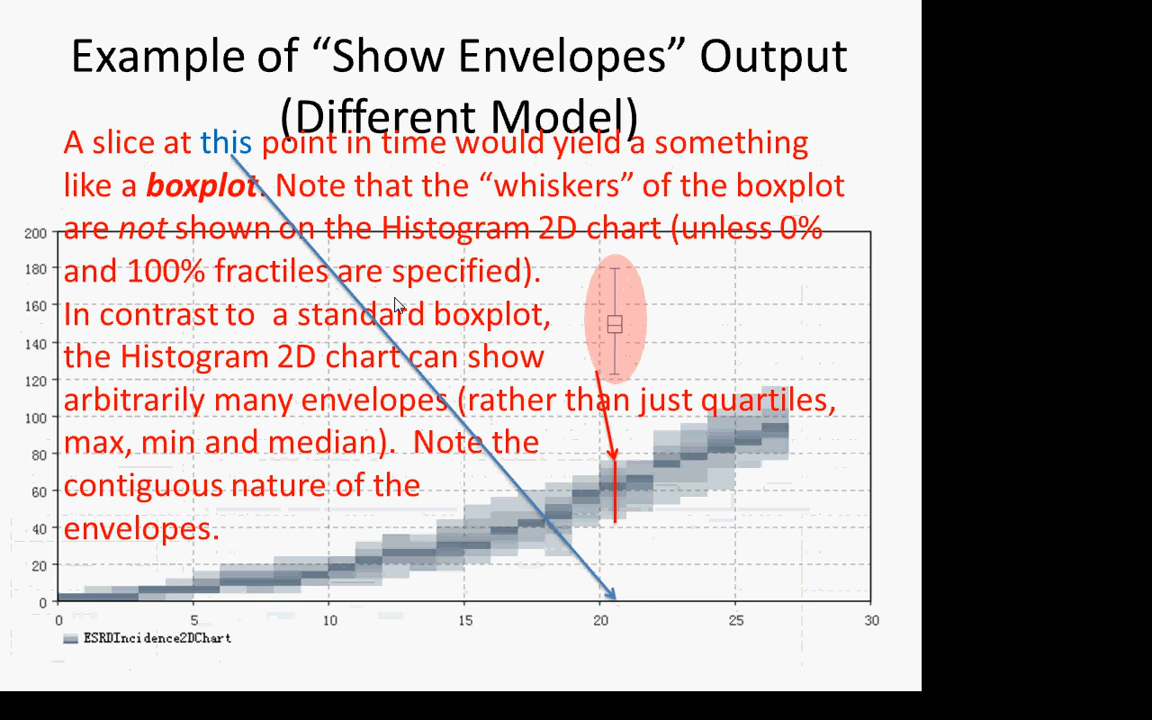 Example of “Show Envelopes” Output
(Different Model)
A slice at this point in time would yield a something
like a boxplot. Note that the “whiskers” of the boxplot
are not shown on the Histogram 2D chart (unless 0%
and 100% fractiles are specified).
In contrast to a standard boxplot,
the Histogram 2D chart can show
arbitrarily many envelopes (rather than just quartiles,
max, min and median). Note the
contiguous nature of the
envelopes.
200
180
160
140
120
100
80
60
40
20
0
0 5 10 15 20 25 30
ESRDIncidence2DChart